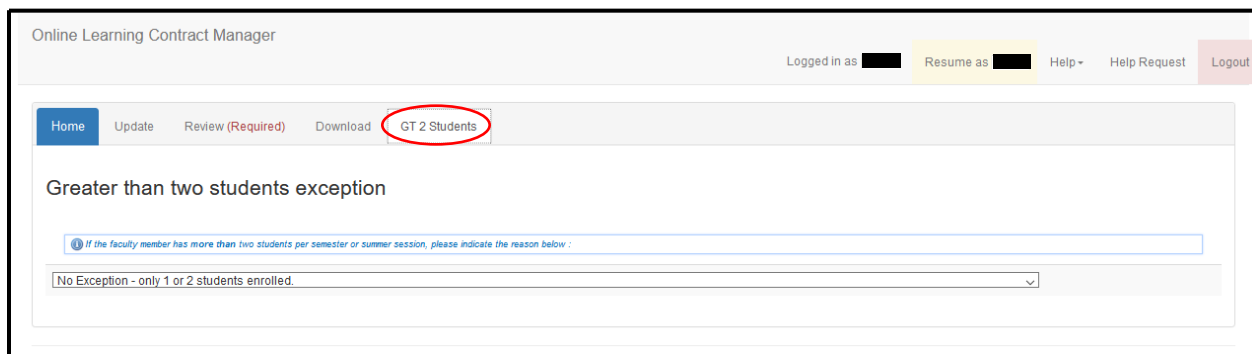 Online Learning Contract Manager
Logged in as Resume as Help Help Request Logout
Home Update Review (Required) Download GT 2 Students
Greater than two students exception
If the faculty member has more than two students per semester or summer session, please indicate the reason below :
No Exception - only 1 or 2 students enrolled.